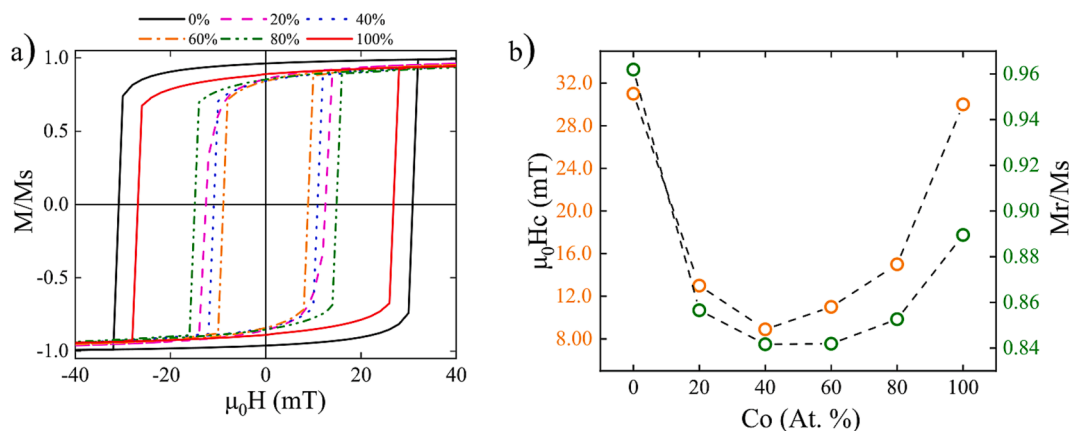 0% 20% 40%
60% 80% 100%
a)
1.0
0.5
0.0
-0.5
-1.0
M/Ms
-40 -20 0 20 40
μ₀H (mT)
b)
32.0
28.0
24.0
20.0
16.0
12.0
8.00
μ₀Hc (mT)
0.96
0.94
0.92
0.90
0.88
0.86
0.84
Mr/Ms
0 20 40 60 80 100
Co (At. %)